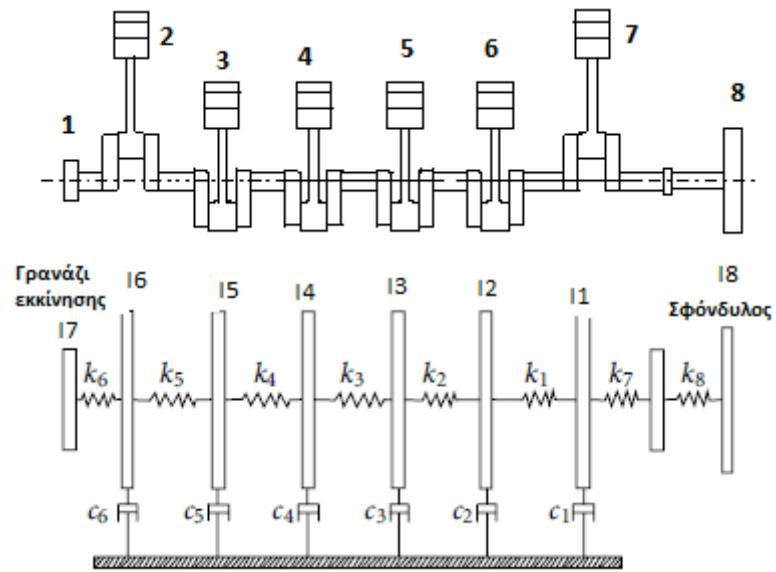 2
7
3
4
5
6
1
8
Γρανάζι
εκκίνησης
I7
I6
I5
I4
I3
I2
I1
I8
Σφόνδυλος
k₆
k₅
k₄
k₃
k₂
k₁
k₇
k₈
c₆
c₅
c₄
c₃
c₂
c₁